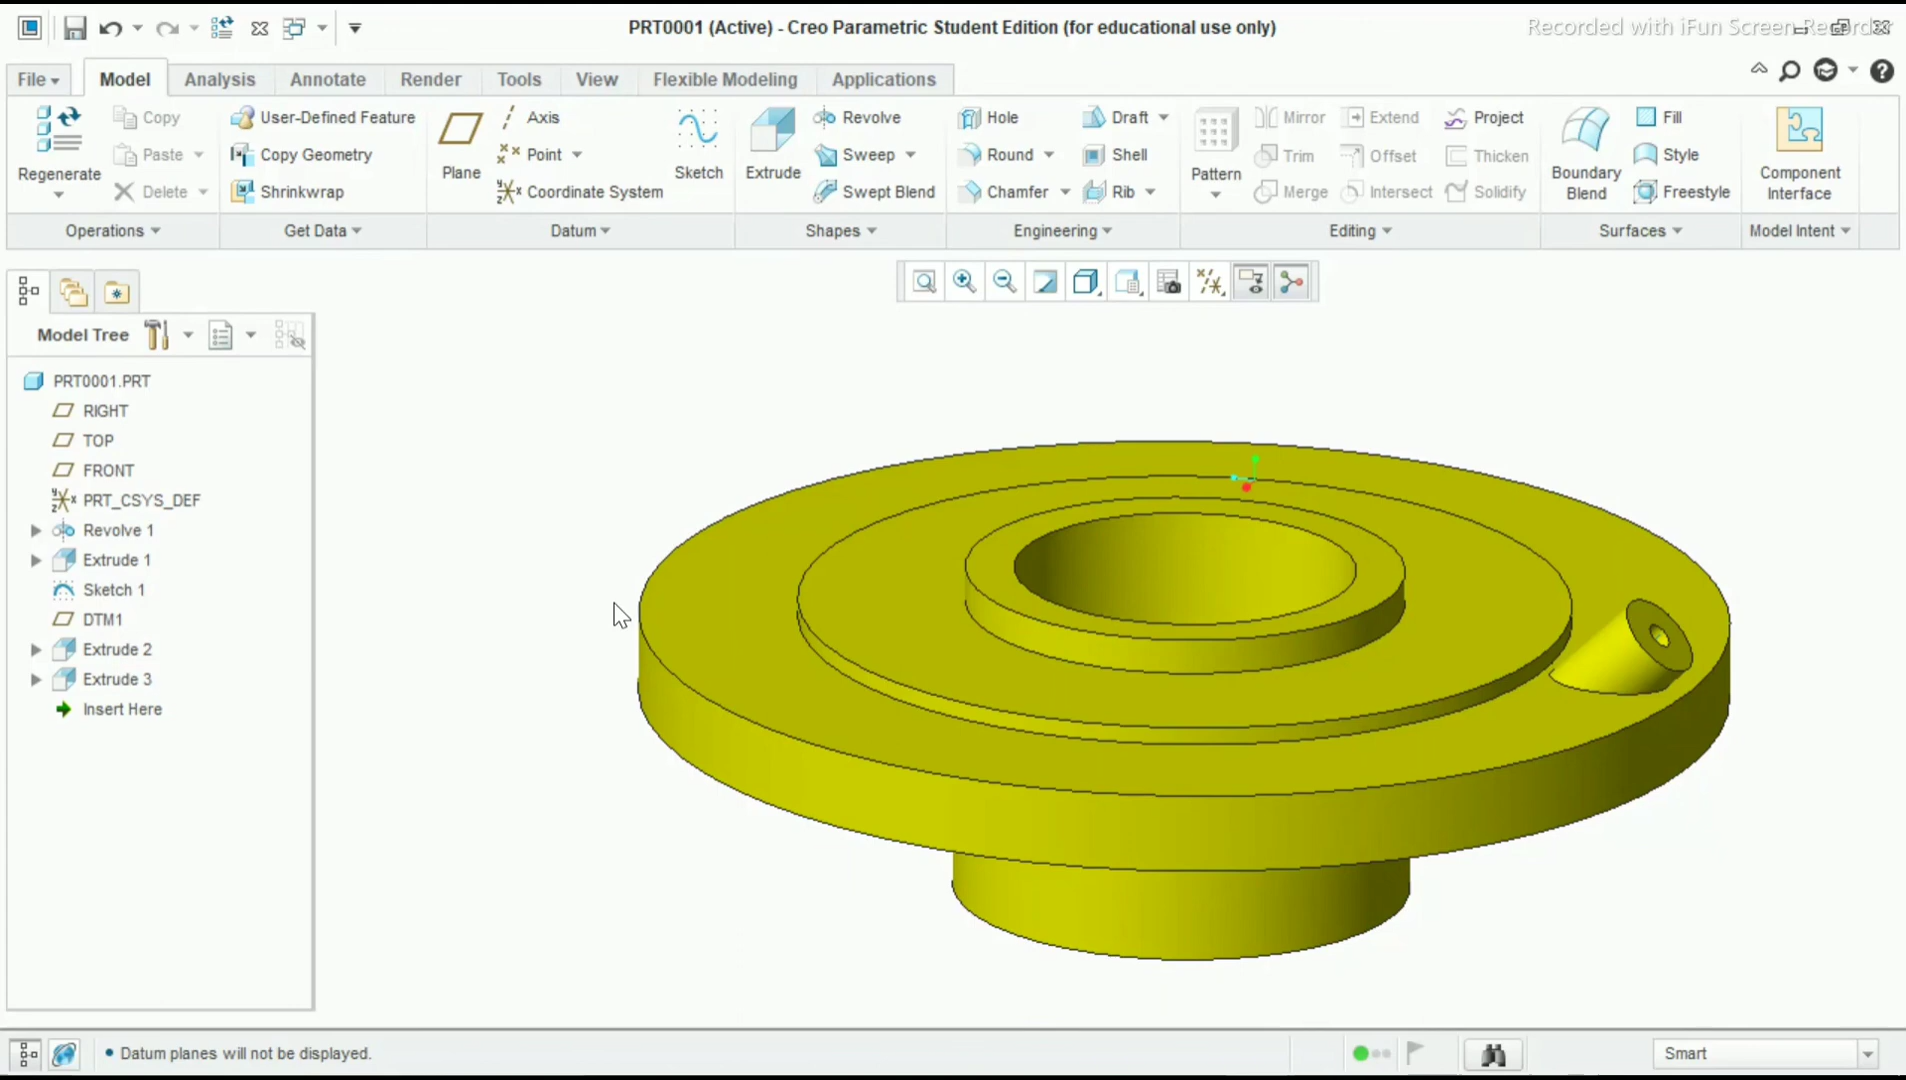 PRT0001 (Active) - Creo Parametric Student Edition (for educational use only)
Recorded with iFun Screen Recorder
File Model Analysis Annotate Render Tools View Flexible Modeling Applications
Regenerate
Copy
Paste
Delete
Operations
User-Defined Feature
Copy Geometry
Shrinkwrap
Get Data
Plane
Axis
Point
Coordinate System
Sketch
Datum
Extrude
Revolve
Sweep
Swept Blend
Shapes
Hole
Round
Chamfer
Draft
Shell
Rib
Engineering
Pattern
Mirror
Trim
Merge
Extend
Offset
Intersect
Project
Thicken
Solidify
Editing
Boundary
Blend
Fill
Style
Freestyle
Surfaces
Component
Interface
Model Intent
Model Tree
PRT0001.PRT
RIGHT
TOP
FRONT
PRT_CSYS_DEF
Revolve 1
Extrude 1
Sketch 1
DTM1
Extrude 2
Extrude 3
Insert Here
• Datum planes will not be displayed.
Smart